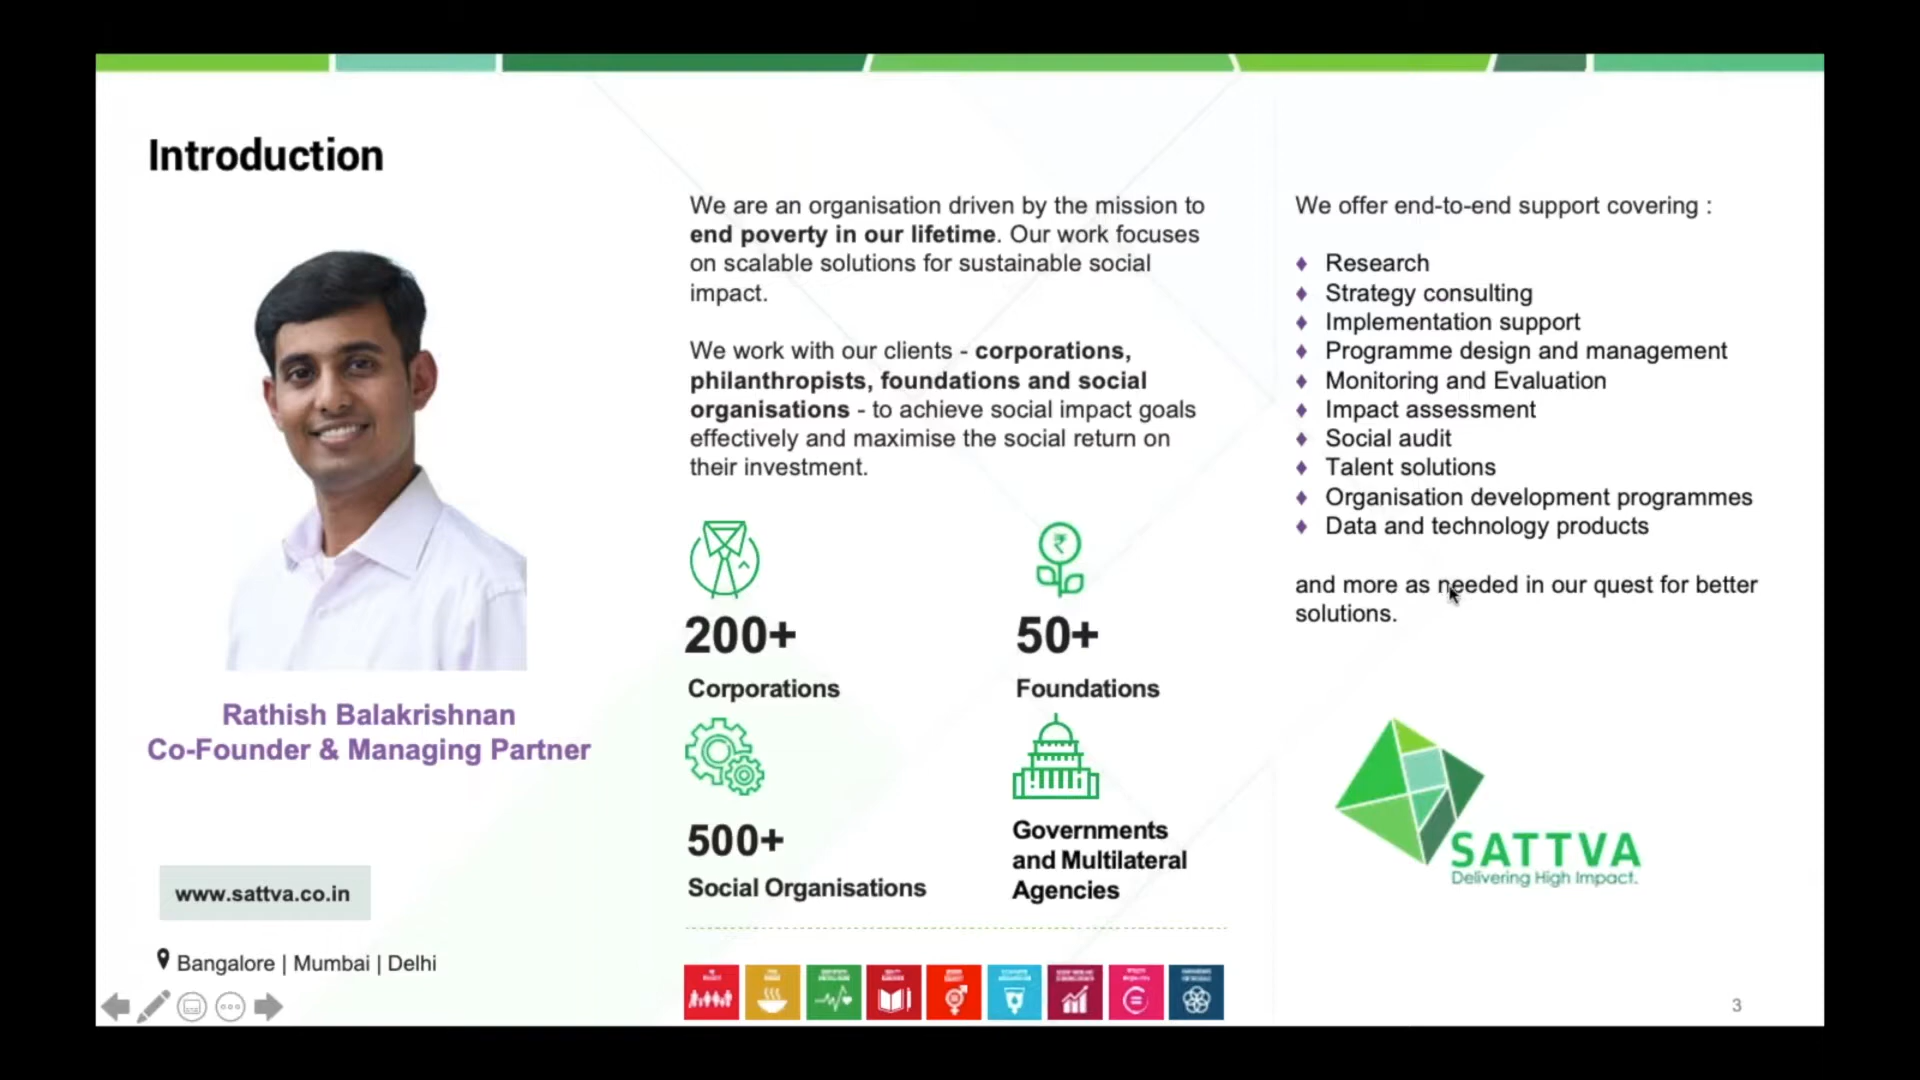 Introduction
Rathish Balakrishnan
Co-Founder & Managing Partner
www.sattva.co.in
Bangalore | Mumbai | Delhi
We are an organisation driven by the mission to
end poverty in our lifetime. Our work focuses
on scalable solutions for sustainable social
impact.
We work with our clients - corporations,
philanthropists, foundations and social
organisations - to achieve social impact goals
effectively and maximise the social return on
their investment.
200+
Corporations
50+
Foundations
500+
Social Organisations
Governments
and Multilateral
Agencies
We offer end-to-end support covering :
♦ Research
♦ Strategy consulting
♦ Implementation support
♦ Programme design and management
♦ Monitoring and Evaluation
♦ Impact assessment
♦ Social audit
♦ Talent solutions
♦ Organisation development programmes
♦ Data and technology products
and more as needed in our quest for better
solutions.
SATTVA
Delivering High Impact.
3